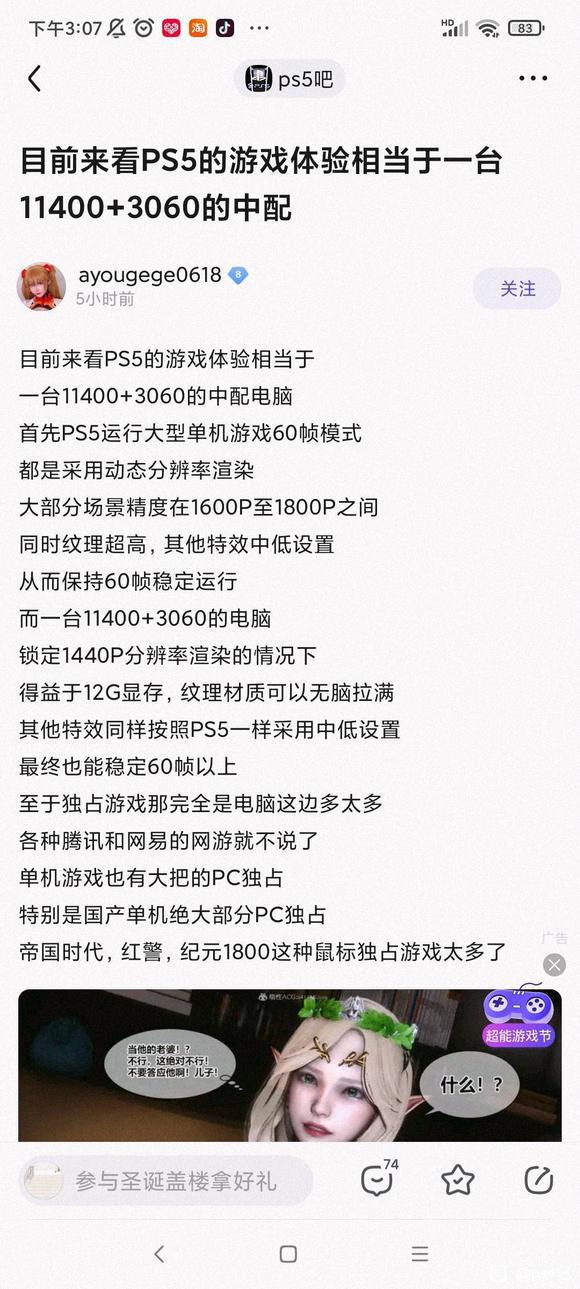 下午3:07
HD
83
ps5吧
目前来看PS5的游戏体验相当于一台
11400+3060的中配
ayougege0618
8
5小时前
关注
目前来看PS5的游戏体验相当于
一台11400+3060的中配电脑
首先PS5运行大型单机游戏60帧模式
都是采用动态分辨率渲染
大部分场景精度在1600P至1800P之间
同时纹理超高, 其他特效中低设置
从而保持60帧稳定运行
而一台11400+3060的电脑
锁定1440P分辨率渲染的情况下
得益于12G显存, 纹理材质可以无脑拉满
其他特效同样按照PS5一样采用中低设置
最终也能稳定60帧以上
至于独占游戏那完全是电脑这边多太多
各种腾讯和网易的网游就不说了
单机游戏也有大把的PC独占
特别是国产单机绝大部分PC独占
广告
帝国时代, 红警, 纪元1800这种鼠标独占游戏太多了
超能游戏节
当他的老婆！？
不行，这绝对不行！
不要答应他啊！儿子！
什么！？
参与圣诞盖楼拿好礼
74